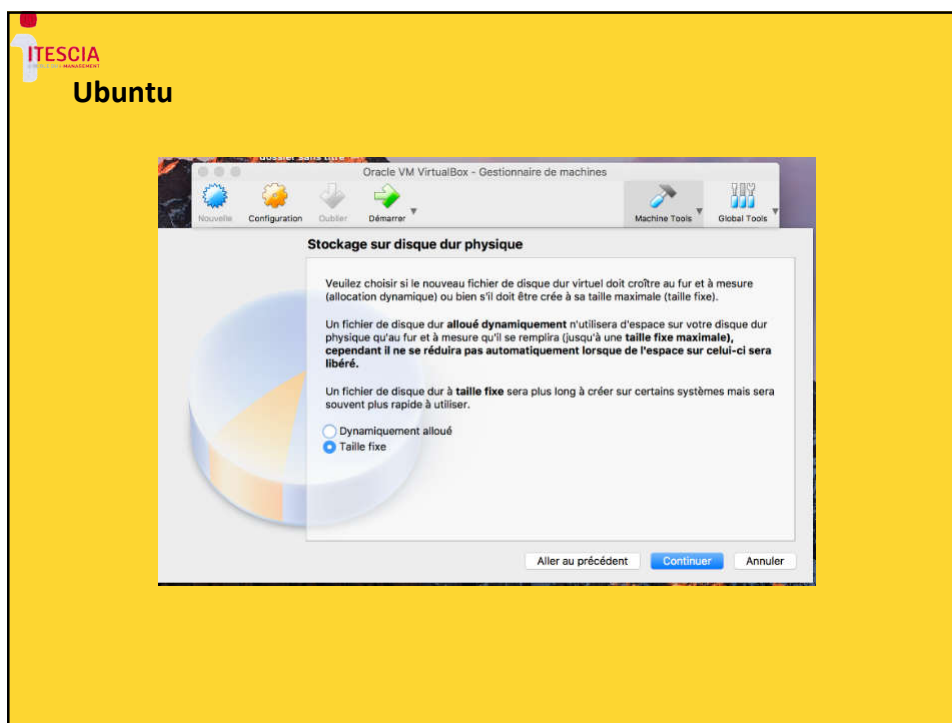 ITESCIA
Ubuntu
dossier sans titre
Oracle VM VirtualBox - Gestionnaire de machines
Nouvelle Configuration Oublier Démarrer Machine Tools Global Tools
Stockage sur disque dur physique
Veuillez choisir si le nouveau fichier de disque dur virtuel doit croître au fur et à mesure
(allocation dynamique) ou bien s'il doit être crée à sa taille maximale (taille fixe).
Un fichier de disque dur alloué dynamiquement n'utilisera d'espace sur votre disque dur
physique qu'au fur et à mesure qu'il se remplira (jusqu'à une taille fixe maximale),
cependant il ne se réduira pas automatiquement lorsque de l'espace sur celui-ci sera
libéré.
Un fichier de disque dur à taille fixe sera plus long à créer sur certains systèmes mais sera
souvent plus rapide à utiliser.
Dynamiquement alloué
Taille fixe
Aller au précédent Continuer Annuler